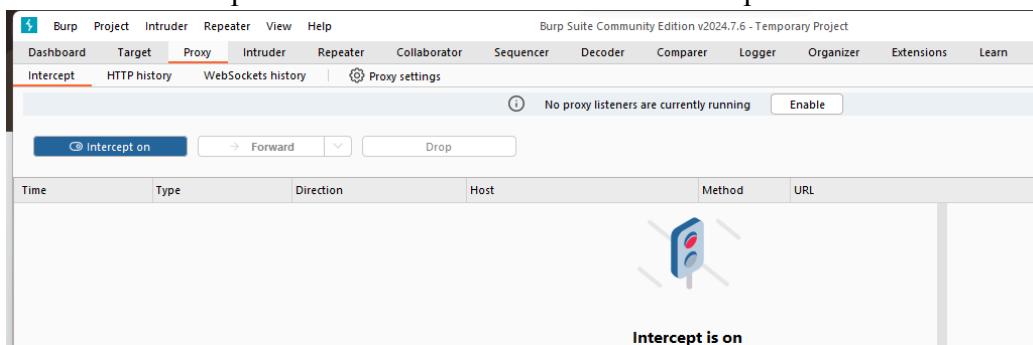 Burp Project Intruder Repeater View Help Burp Suite Community Edition v2024.7.6 - Temporary Project
Dashboard Target Proxy Intruder Repeater Collaborator Sequencer Decoder Comparer Logger Organizer Extensions Learn
Intercept HTTP history WebSockets history Proxy settings
No proxy listeners are currently running Enable
Intercept on Forward Drop
Time Type Direction Host Method URL
Intercept is on